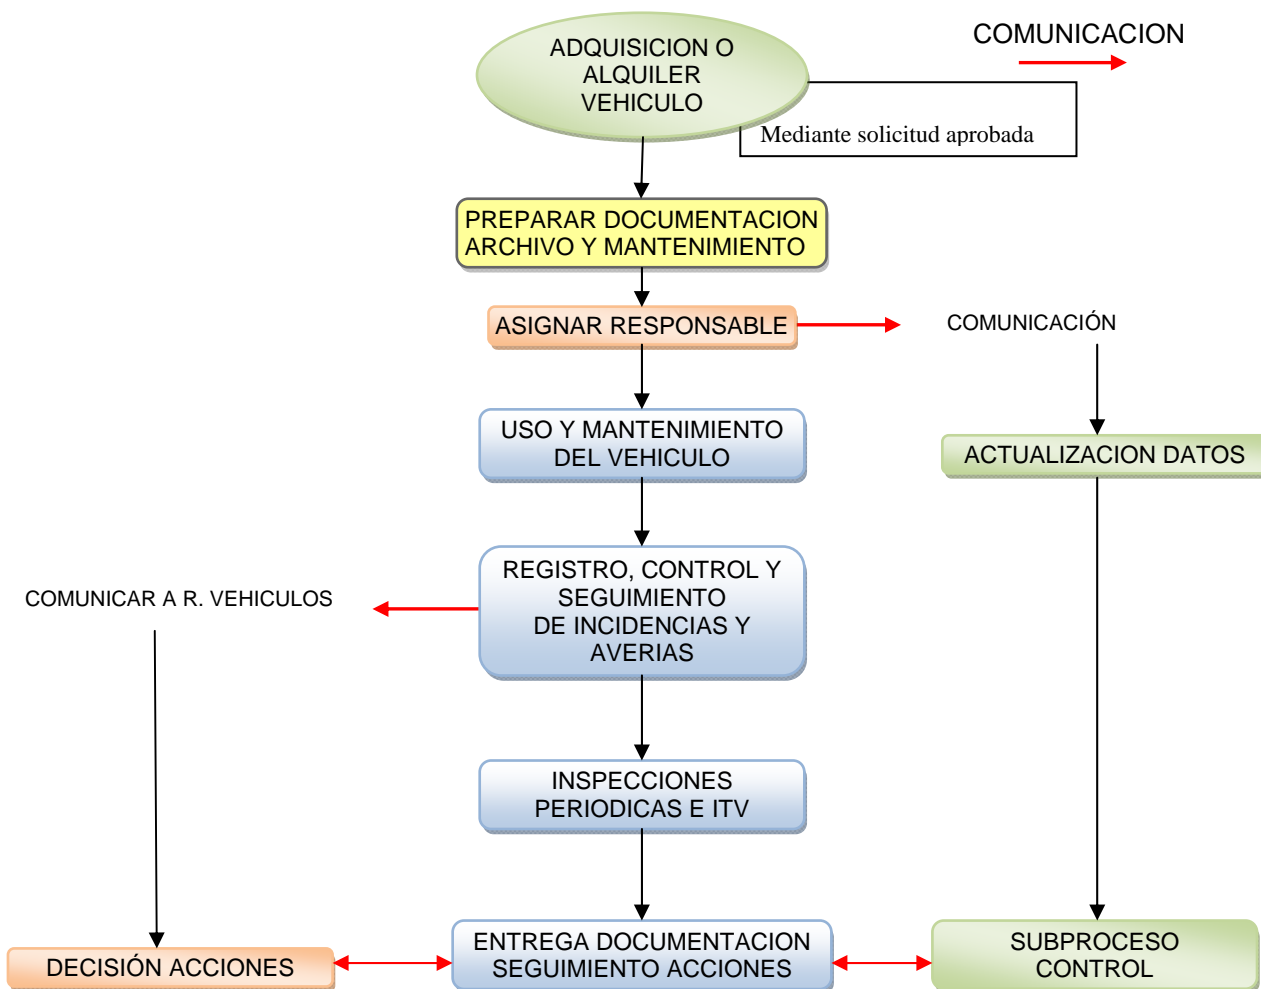 ADQUISICION O
ALQUILER
VEHICULO
COMUNICACION
Mediante solicitud aprobada
PREPARAR DOCUMENTACION
ARCHIVO Y MANTENIMIENTO
ASIGNAR RESPONSABLE
COMUNICACIÓN
USO Y MANTENIMIENTO
DEL VEHICULO
ACTUALIZACION DATOS
REGISTRO, CONTROL Y
SEGUIMIENTO
DE INCIDENCIAS Y
AVERIAS
COMUNICAR A R. VEHICULOS
INSPECCIONES
PERIODICAS E ITV
DECISIÓN ACCIONES
ENTREGA DOCUMENTACION
SEGUIMIENTO ACCIONES
SUBPROCESO
CONTROL